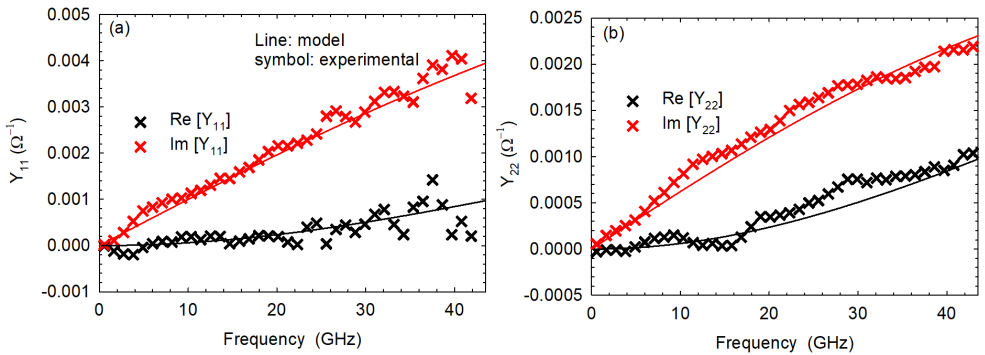 (a)
Line: model
symbol: experimental
Re [Y₁₁]
Im [Y₁₁]
0.005
0.004
0.003
0.002
0.001
0.000
-0.001
Y₁₁ (Ω⁻¹)
0 10 20 30 40
Frequency (GHz)
(b)
Re [Y₂₂]
Im [Y₂₂]
0.0025
0.0020
0.0015
0.0010
0.0005
0.0000
-0.0005
Y₂₂ (Ω⁻¹)
0 10 20 30 40
Frequency (GHz)